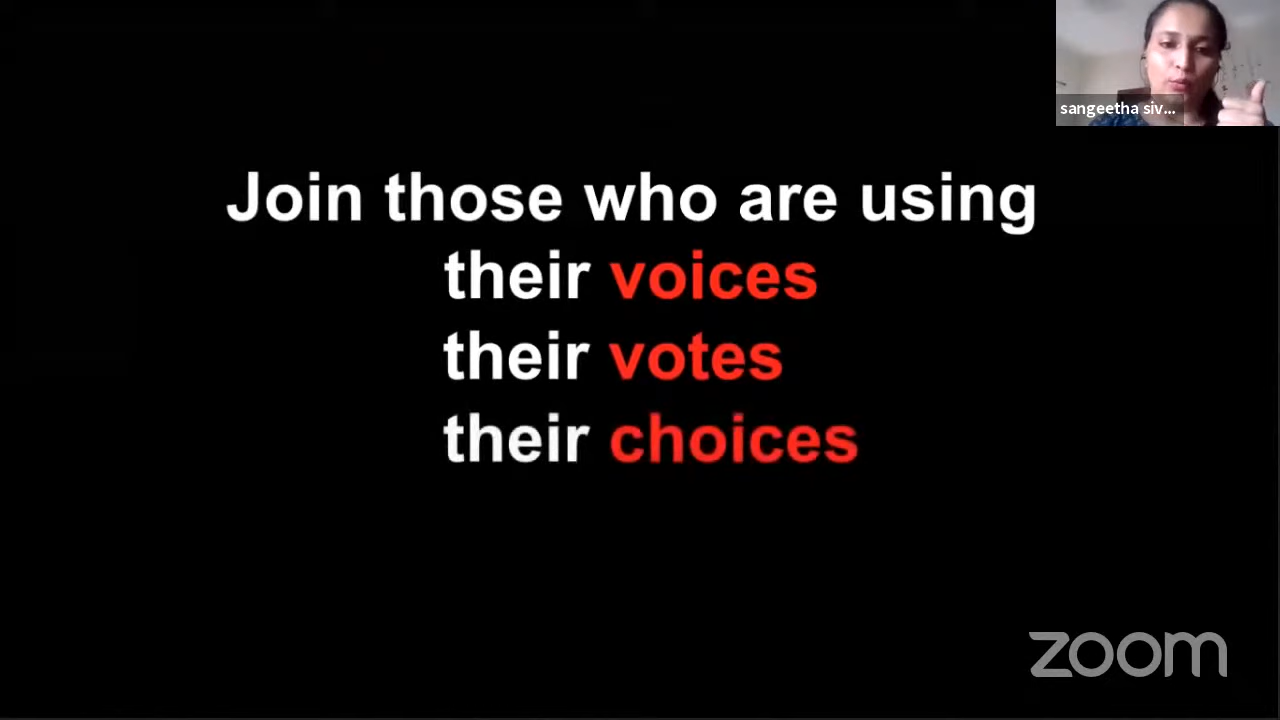 sangeetha siv...
Join those who are using
their voices
their votes
their choices
zoom